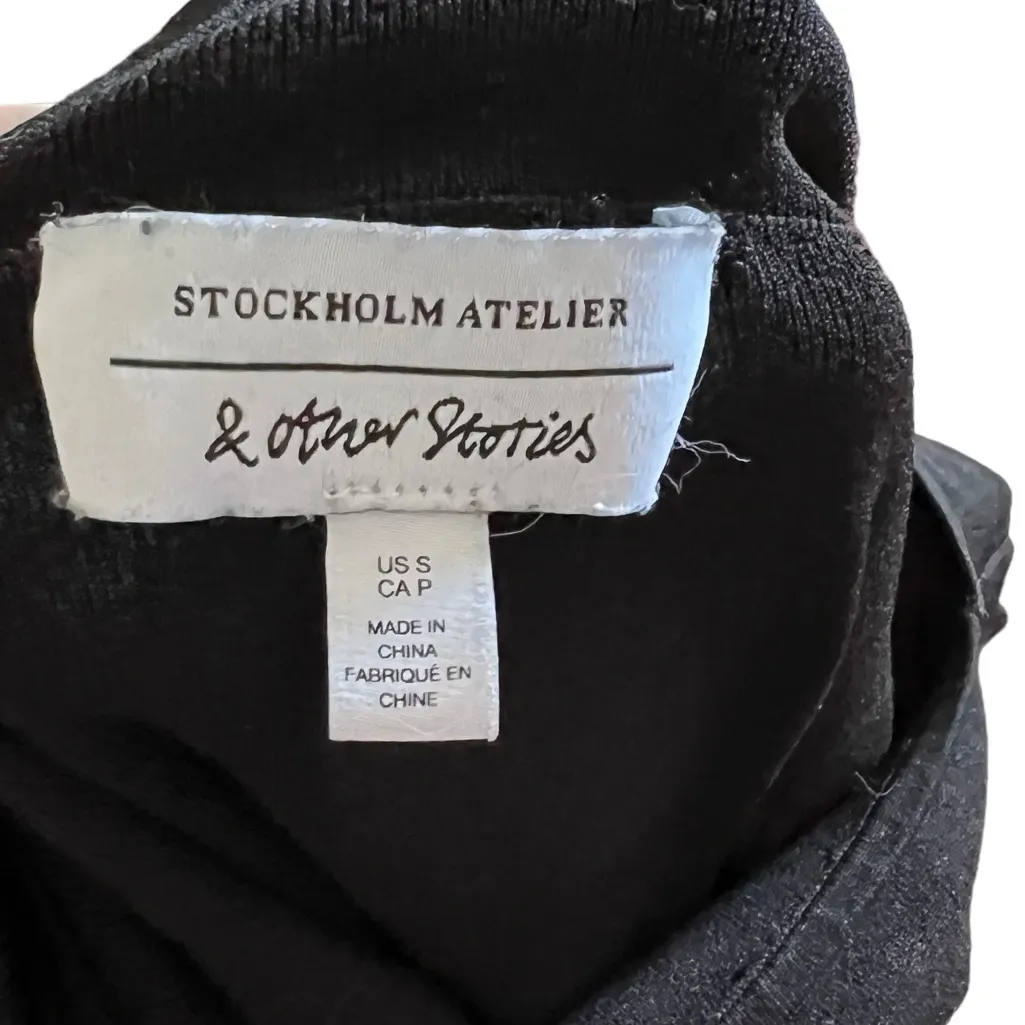 STOCKHOLM ATELIER
& Other Stories
US S
CA P
MADE IN
CHINA
FABRIQUÉ EN
CHINE